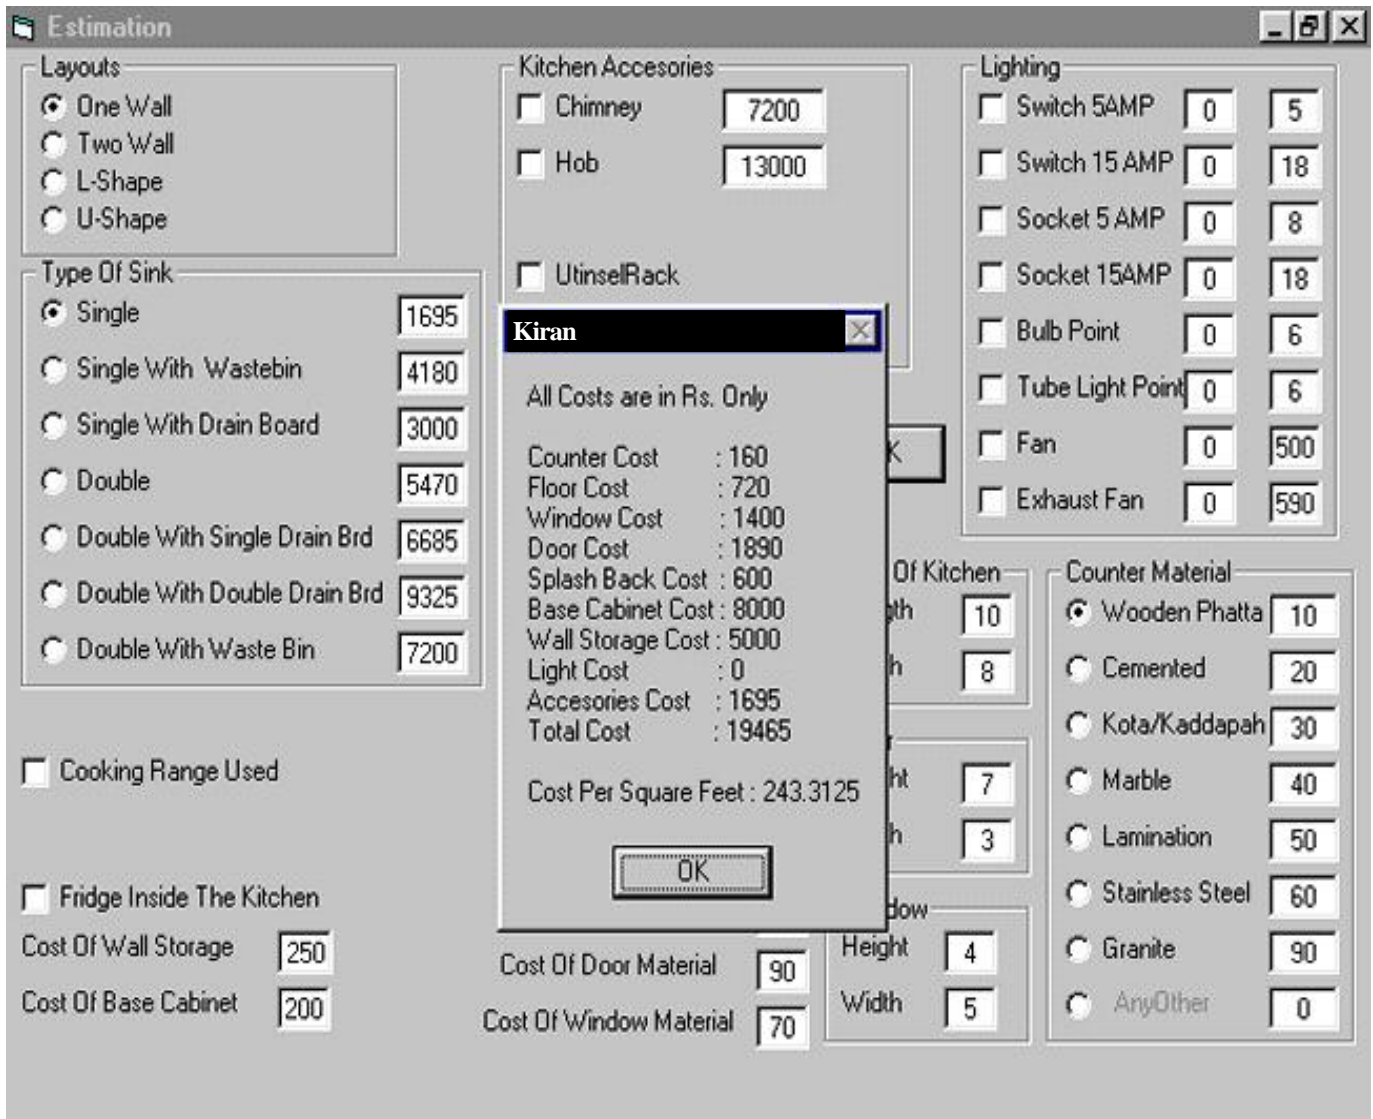 Estimation
Layouts
One Wall
Two Wall
L-Shape
U-Shape
Type Of Sink
Single 1695
Single With Wastebin 4180
Single With Drain Board 3000
Double 5470
Double With Single Drain Brd 6685
Double With Double Drain Brd 9325
Double With Waste Bin 7200
Cooking Range Used
Fridge Inside The Kitchen
Cost Of Wall Storage 250
Cost Of Base Cabinet 200
Kitchen Accesories
Chimney 7200
Hob 13000
UtinselRack
Kiran
All Costs are in Rs. Only
Counter Cost : 160
Floor Cost : 720
Window Cost : 1400
Door Cost : 1890
Splash Back Cost : 600
Base Cabinet Cost : 8000
Wall Storage Cost : 5000
Light Cost : 0
Accesories Cost : 1695
Total Cost : 19465
Cost Per Square Feet : 243.3125
OK
K
Cost Of Door Material 90
Cost Of Window Material 70
Lighting
Switch 5AMP 0 5
Switch 15 AMP 0 18
Socket 5 AMP 0 8
Socket 15AMP 0 18
Bulb Point 0 6
Tube Light Point 0 6
Fan 0 500
Exhaust Fan 0 590
Of Kitchen
gth 10
h 8
ht 7
h 3
dow
Height 4
Width 5
Counter Material
Wooden Phatta 10
Cemented 20
Kota/Kaddapah 30
Marble 40
Lamination 50
Stainless Steel 60
Granite 90
AnyOther 0